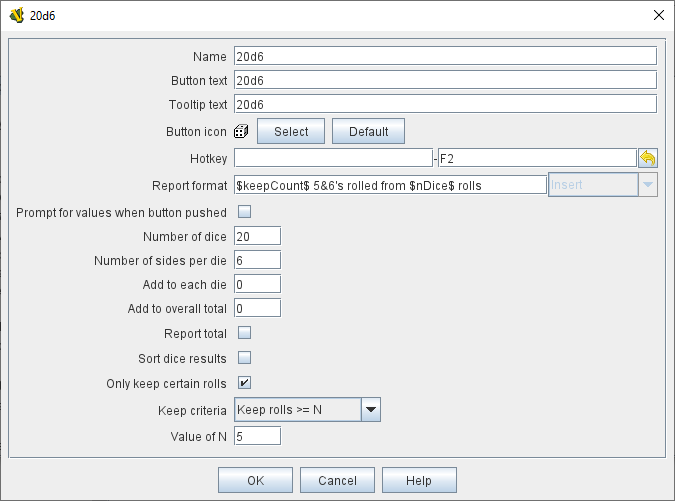 20d6
Name 20d6
Button text 20d6
Tooltip text 20d6
Button icon Select Default
Hotkey - F2
Report format $keepCount$ 5&6's rolled from $nDice$ rolls Insert
Prompt for values when button pushed
Number of dice 20
Number of sides per die 6
Add to each die 0
Add to overall total 0
Report total
Sort dice results
Only keep certain rolls
Keep criteria Keep rolls >= N
Value of N 5
OK Cancel Help